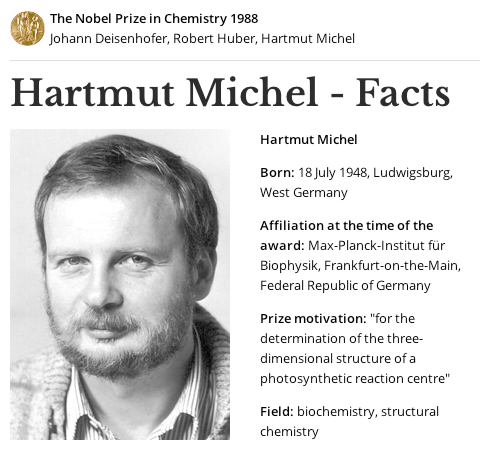 The Nobel Prize in Chemistry 1988
Johann Deisenhofer, Robert Huber, Hartmut Michel
Hartmut Michel - Facts
Hartmut Michel
Born: 18 July 1948, Ludwigsburg,
West Germany
Affiliation at the time of the
award: Max-Planck-Institut für
Biophysik, Frankfurt-on-the-Main,
Federal Republic of Germany
Prize motivation: "for the
determination of the three-
dimensional structure of a
photosynthetic reaction centre"
Field: biochemistry, structural
chemistry